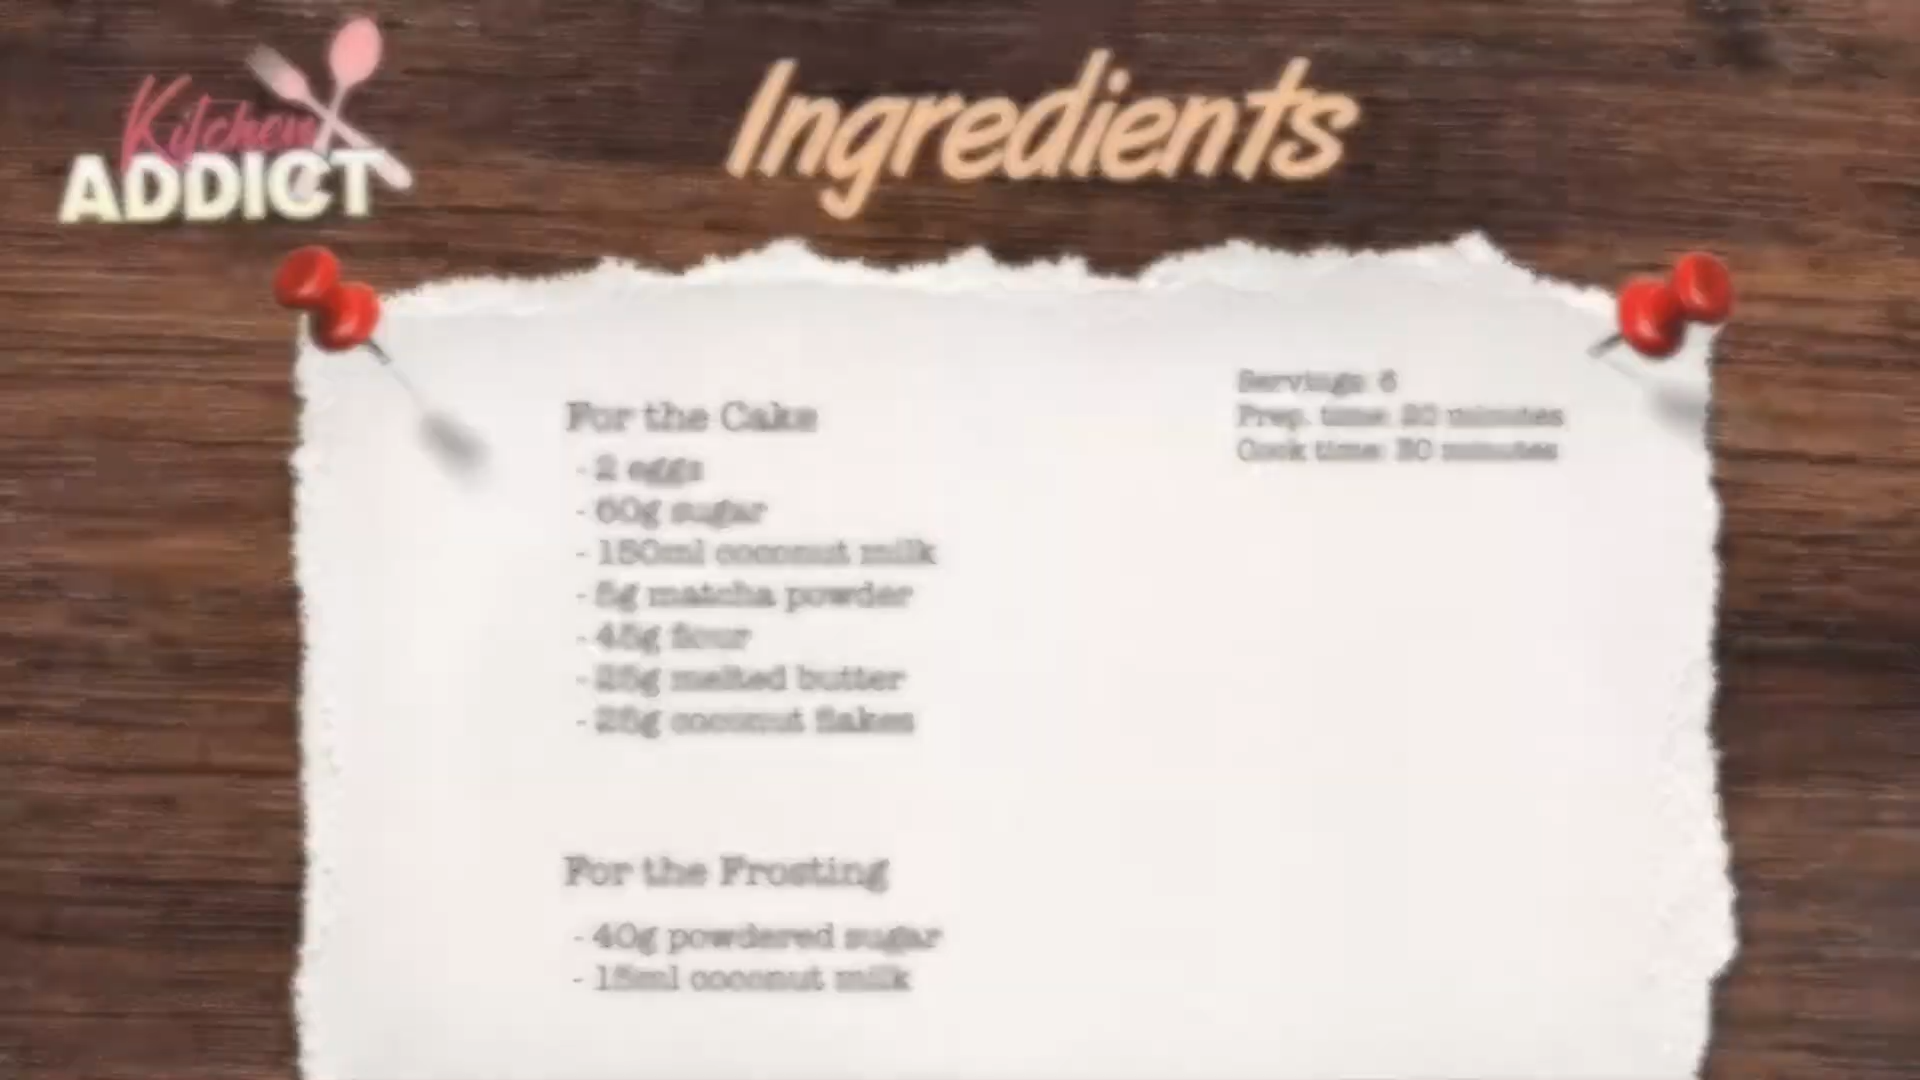 Kitchen
ADDICT
Ingredients
Servings: 6
Prep. time: 20 minutes
Cook time: 30 minutes
For the Cake
- 2 eggs
- 60g sugar
- 150ml coconut milk
- 5g matcha powder
- 45g flour
- 25g melted butter
- 25g coconut flakes
For the Frosting
- 40g powdered sugar
- 15ml coconut milk